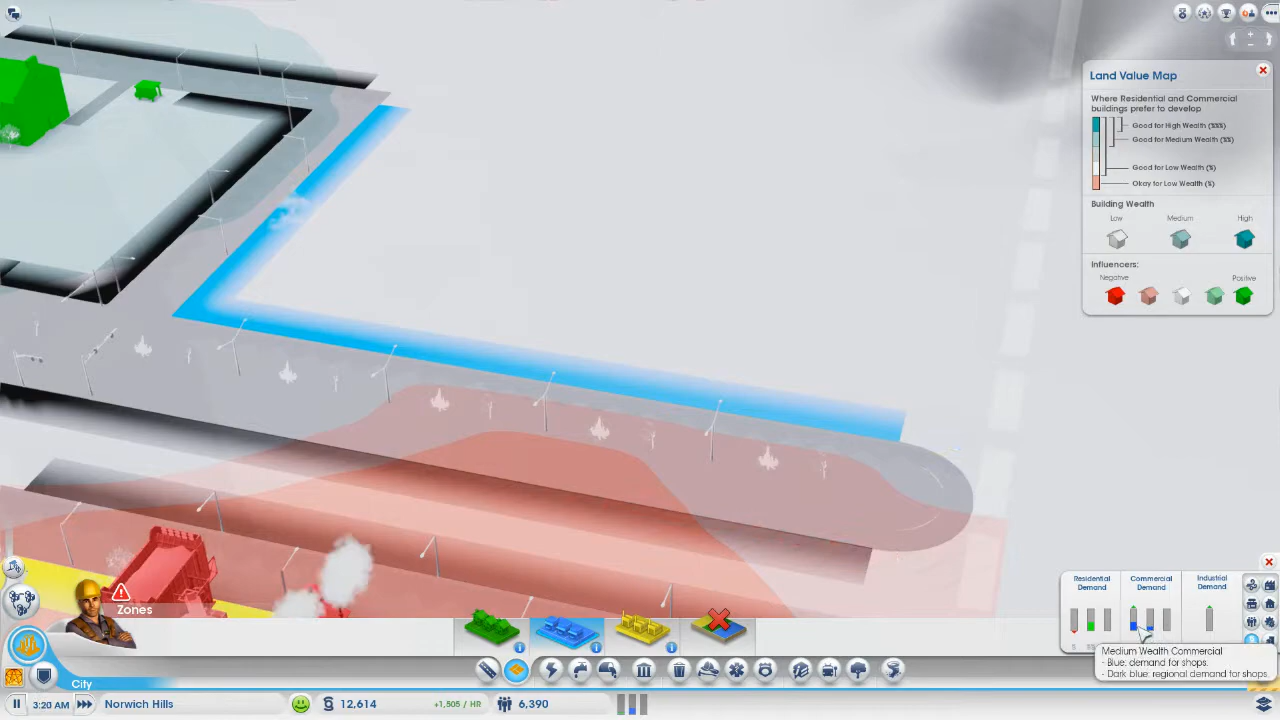 Land Value Map
Where Residential and Commercial
buildings prefer to develop
Good for High Wealth ($$$)
Good for Medium Wealth ($$)
Good for Low Wealth ($)
Okay for Low Wealth ($)
Building Wealth
Low Medium High
Influencers:
Negative Positive
Residential Demand
Commercial Demand
Industrial Demand
Medium Wealth Commercial
- Blue: demand for shops.
- Dark blue: regional demand for shops.
Zones
City
3:20 AM
Norwich Hills
12,614
+1,805 / HR
6,390